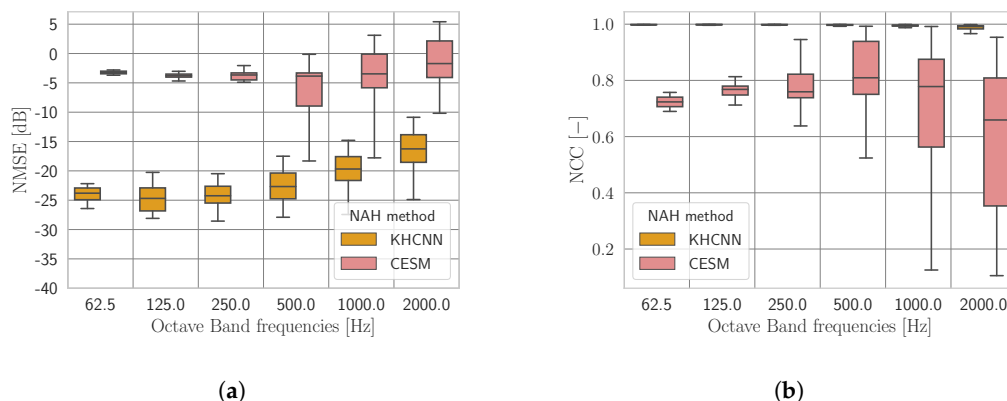 5
0
-5
-10
-15
-20
-25
-30
-35
-40
NMSE [dB]
NAH method
KHCNN
CESM
62.5 125.0 250.0 500.0 1000.0 2000.0
Octave Band frequencies [Hz]
(a)
1.0
0.8
0.6
0.4
0.2
NCC [−]
NAH method
KHCNN
CESM
62.5 125.0 250.0 500.0 1000.0 2000.0
Octave Band frequencies [Hz]
(b)